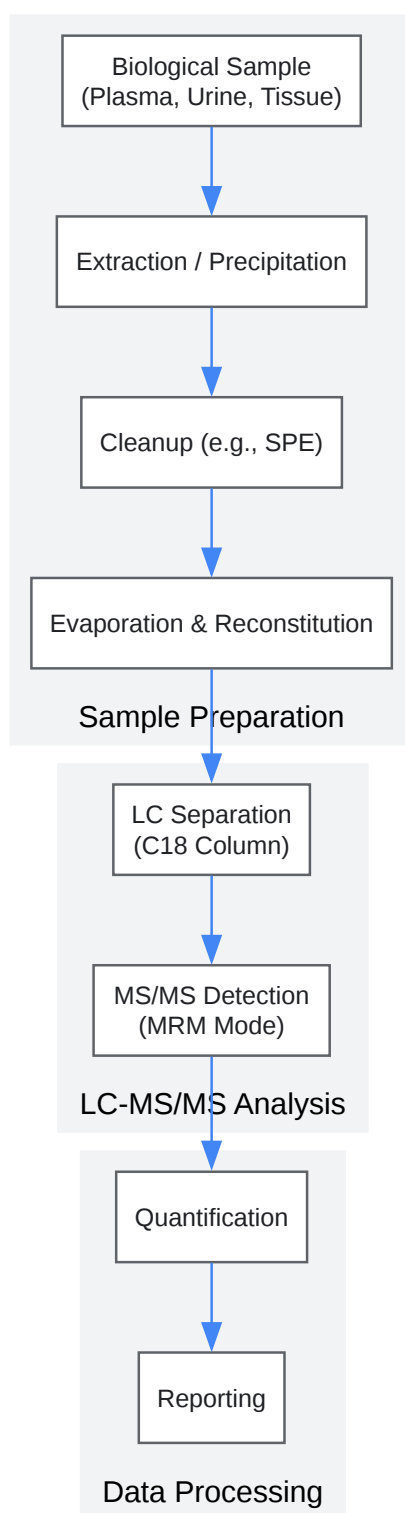 Biological Sample
(Plasma, Urine, Tissue)
Extraction / Precipitation
Cleanup (e.g., SPE)
Evaporation & Reconstitution
Sample Preparation
LC Separation
(C18 Column)
MS/MS Detection
(MRM Mode)
LC-MS/MS Analysis
Quantification
Reporting
Data Processing